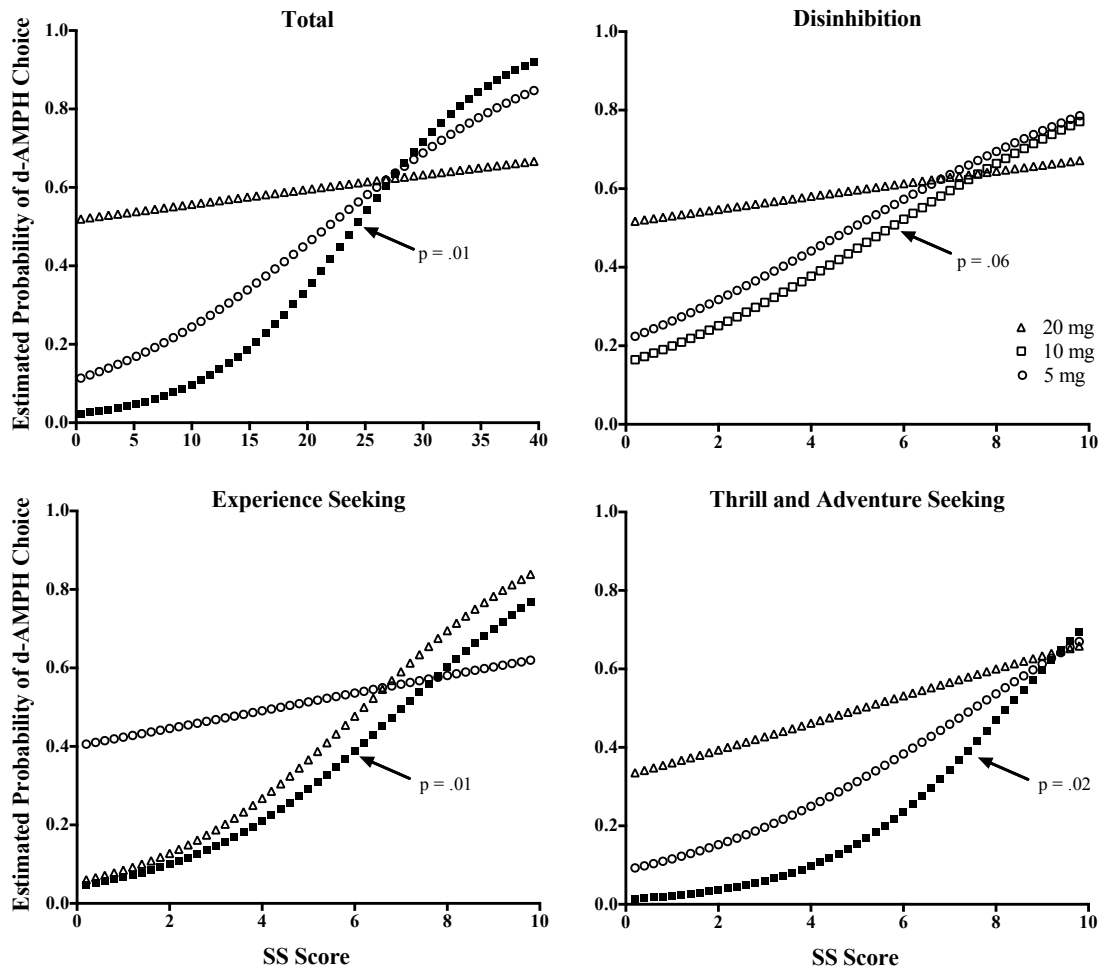 Total
Estimated Probability of d-AMPH Choice
1.0
0.8
0.6
0.4
0.2
0.0
0 5 10 15 20 25 30 35 40
p = .01
Disinhibition
1.0
0.8
0.6
0.4
0.2
0.0
0 2 4 6 8 10
p = .06
20 mg
10 mg
5 mg
Experience Seeking
Estimated Probability of d-AMPH Choice
1.0
0.8
0.6
0.4
0.2
0.0
0 2 4 6 8 10
p = .01
SS Score
Thrill and Adventure Seeking
1.0
0.8
0.6
0.4
0.2
0.0
0 2 4 6 8 10
p = .02
SS Score